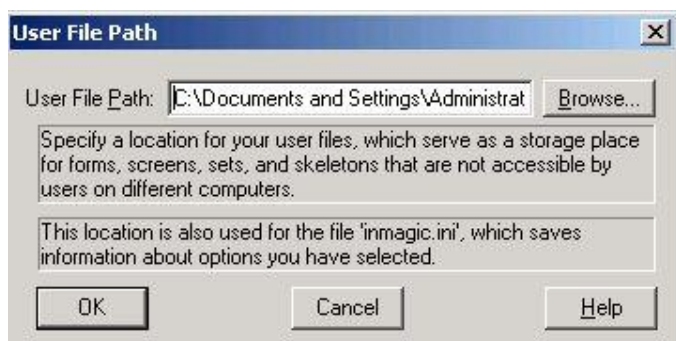 User File Path
User File Path: C:\Documents and Settings\Administrat Browse...
Specify a location for your user files, which serve as a storage place
for forms, screens, sets, and skeletons that are not accessible by
users on different computers.
This location is also used for the file 'inmagic.ini', which saves
information about options you have selected.
OK Cancel Help